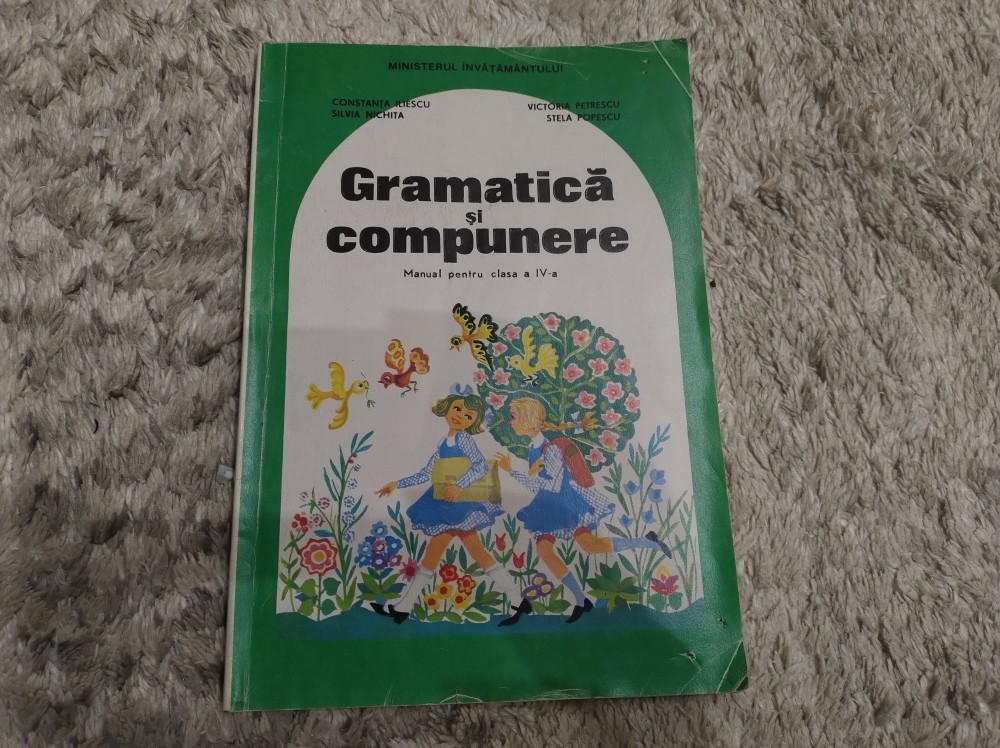 MINISTERUL ÎNVĂȚĂMÂNTULUI
CONSTANȚA ILIESCU
SILVIA NICHITA
VICTORIA PETRESCU
STELA POPESCU
Gramatică
și
compunere
Manual pentru clasa a IV-a